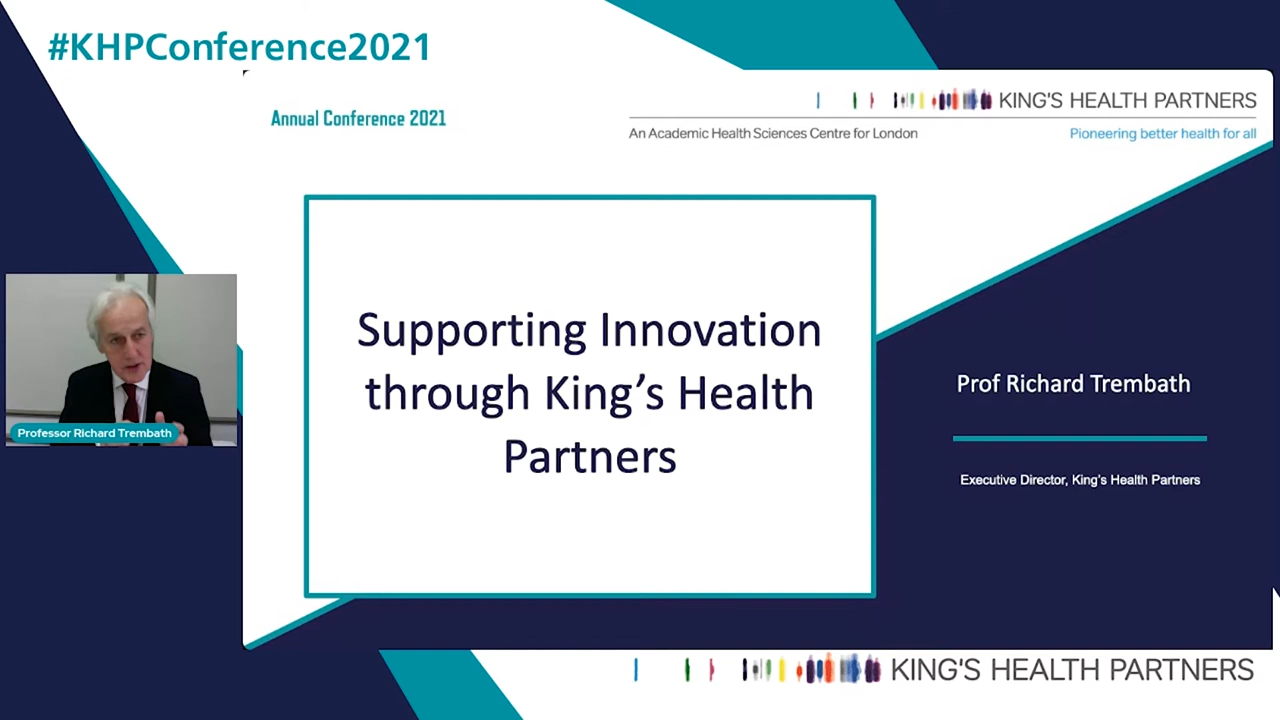 #KHPConference2021
Annual Conference 2021
KING'S HEALTH PARTNERS
An Academic Health Sciences Centre for London
Pioneering better health for all
Supporting Innovation
through King's Health
Partners
Prof Richard Trembath
Executive Director, King's Health Partners
Professor Richard Trembath
KING'S HEALTH PARTNERS